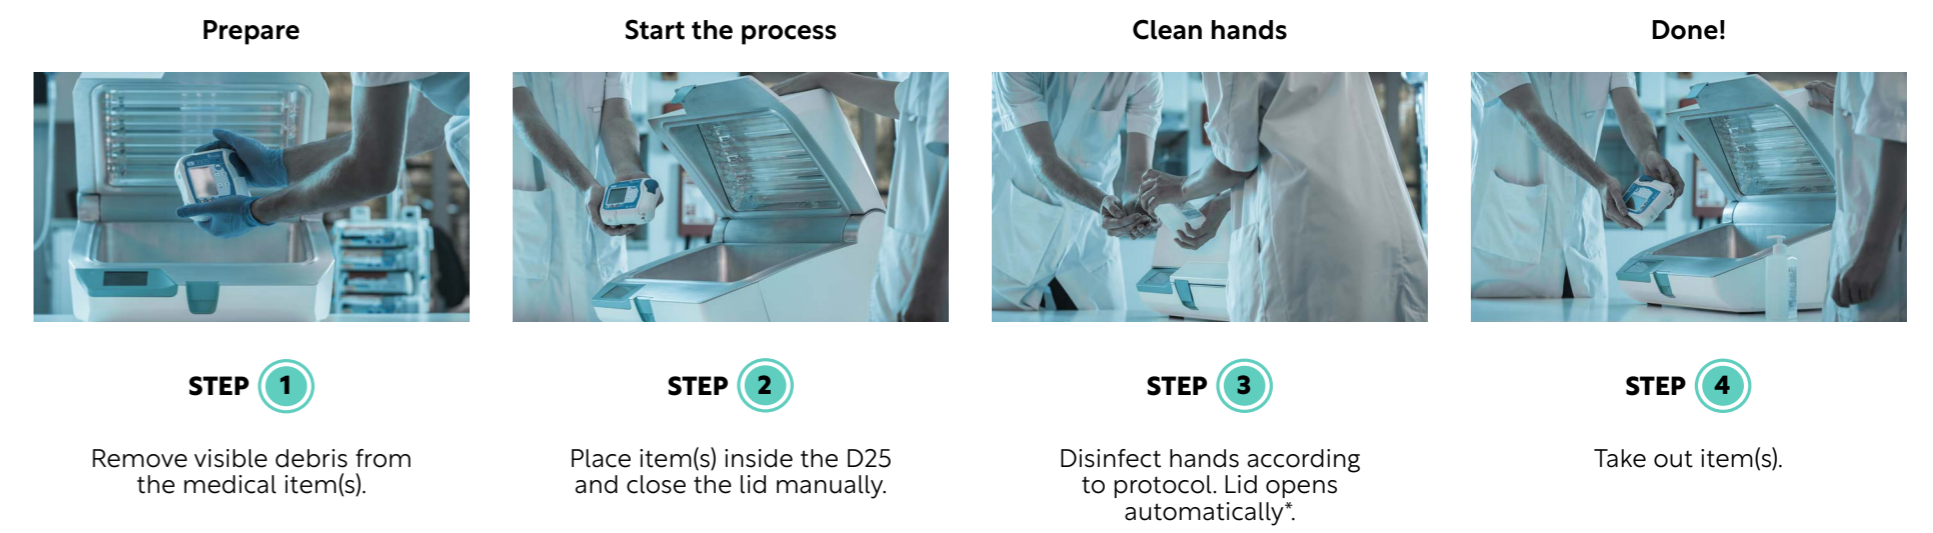 Prepare
Start the process
Clean hands
Done!
STEP 1
STEP 2
STEP 3
STEP 4
Remove visible debris from
the medical item(s).
Place item(s) inside the D25
and close the lid manually.
Disinfect hands according
to protocol. Lid opens
automatically*.
Take out item(s).